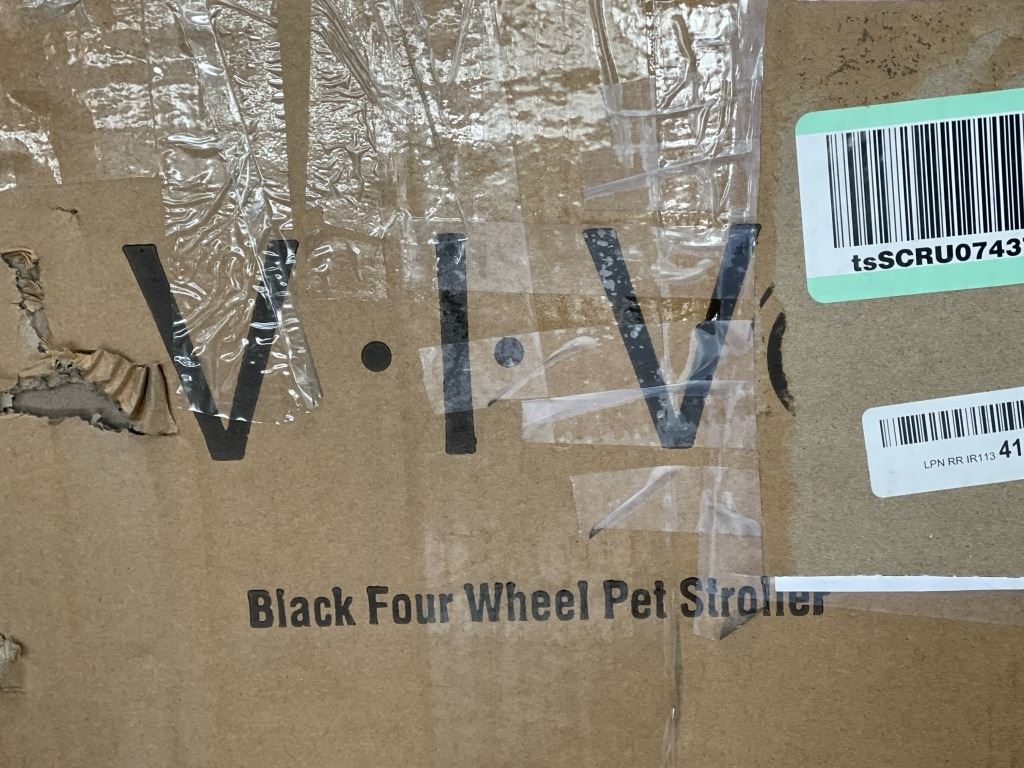 tsSCRU0743
V·I·V
LPN RR IR113 41
Black Four Wheel Pet Stroller